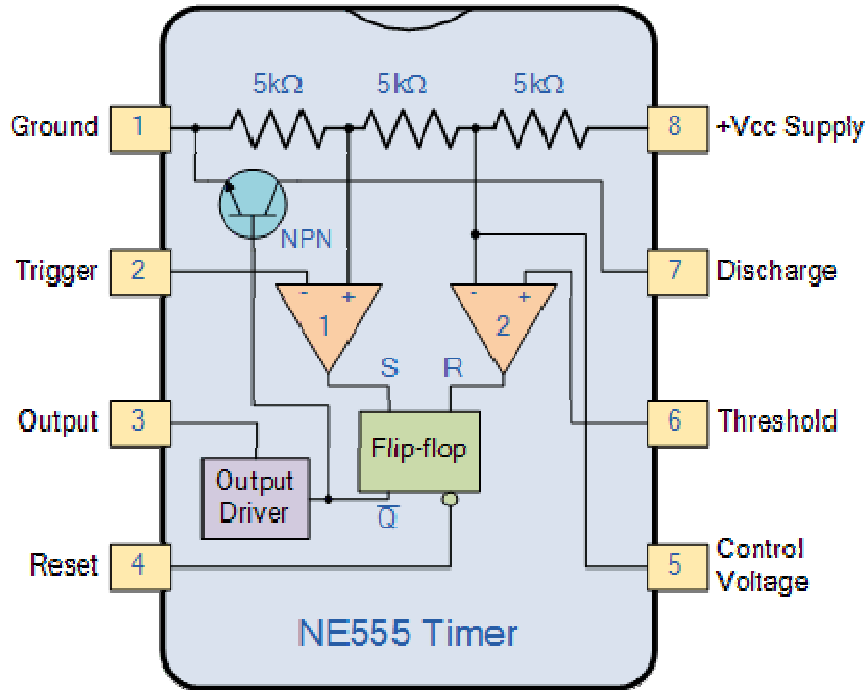 5kΩ 5kΩ 5kΩ
Ground 1
8 +Vcc Supply
NPN
Trigger 2
7 Discharge
- +
- +
1
2
S R
Output 3
6 Threshold
Flip-flop
Output
Driver
Q̅
Reset 4
5 Control
Voltage
NE555 Timer